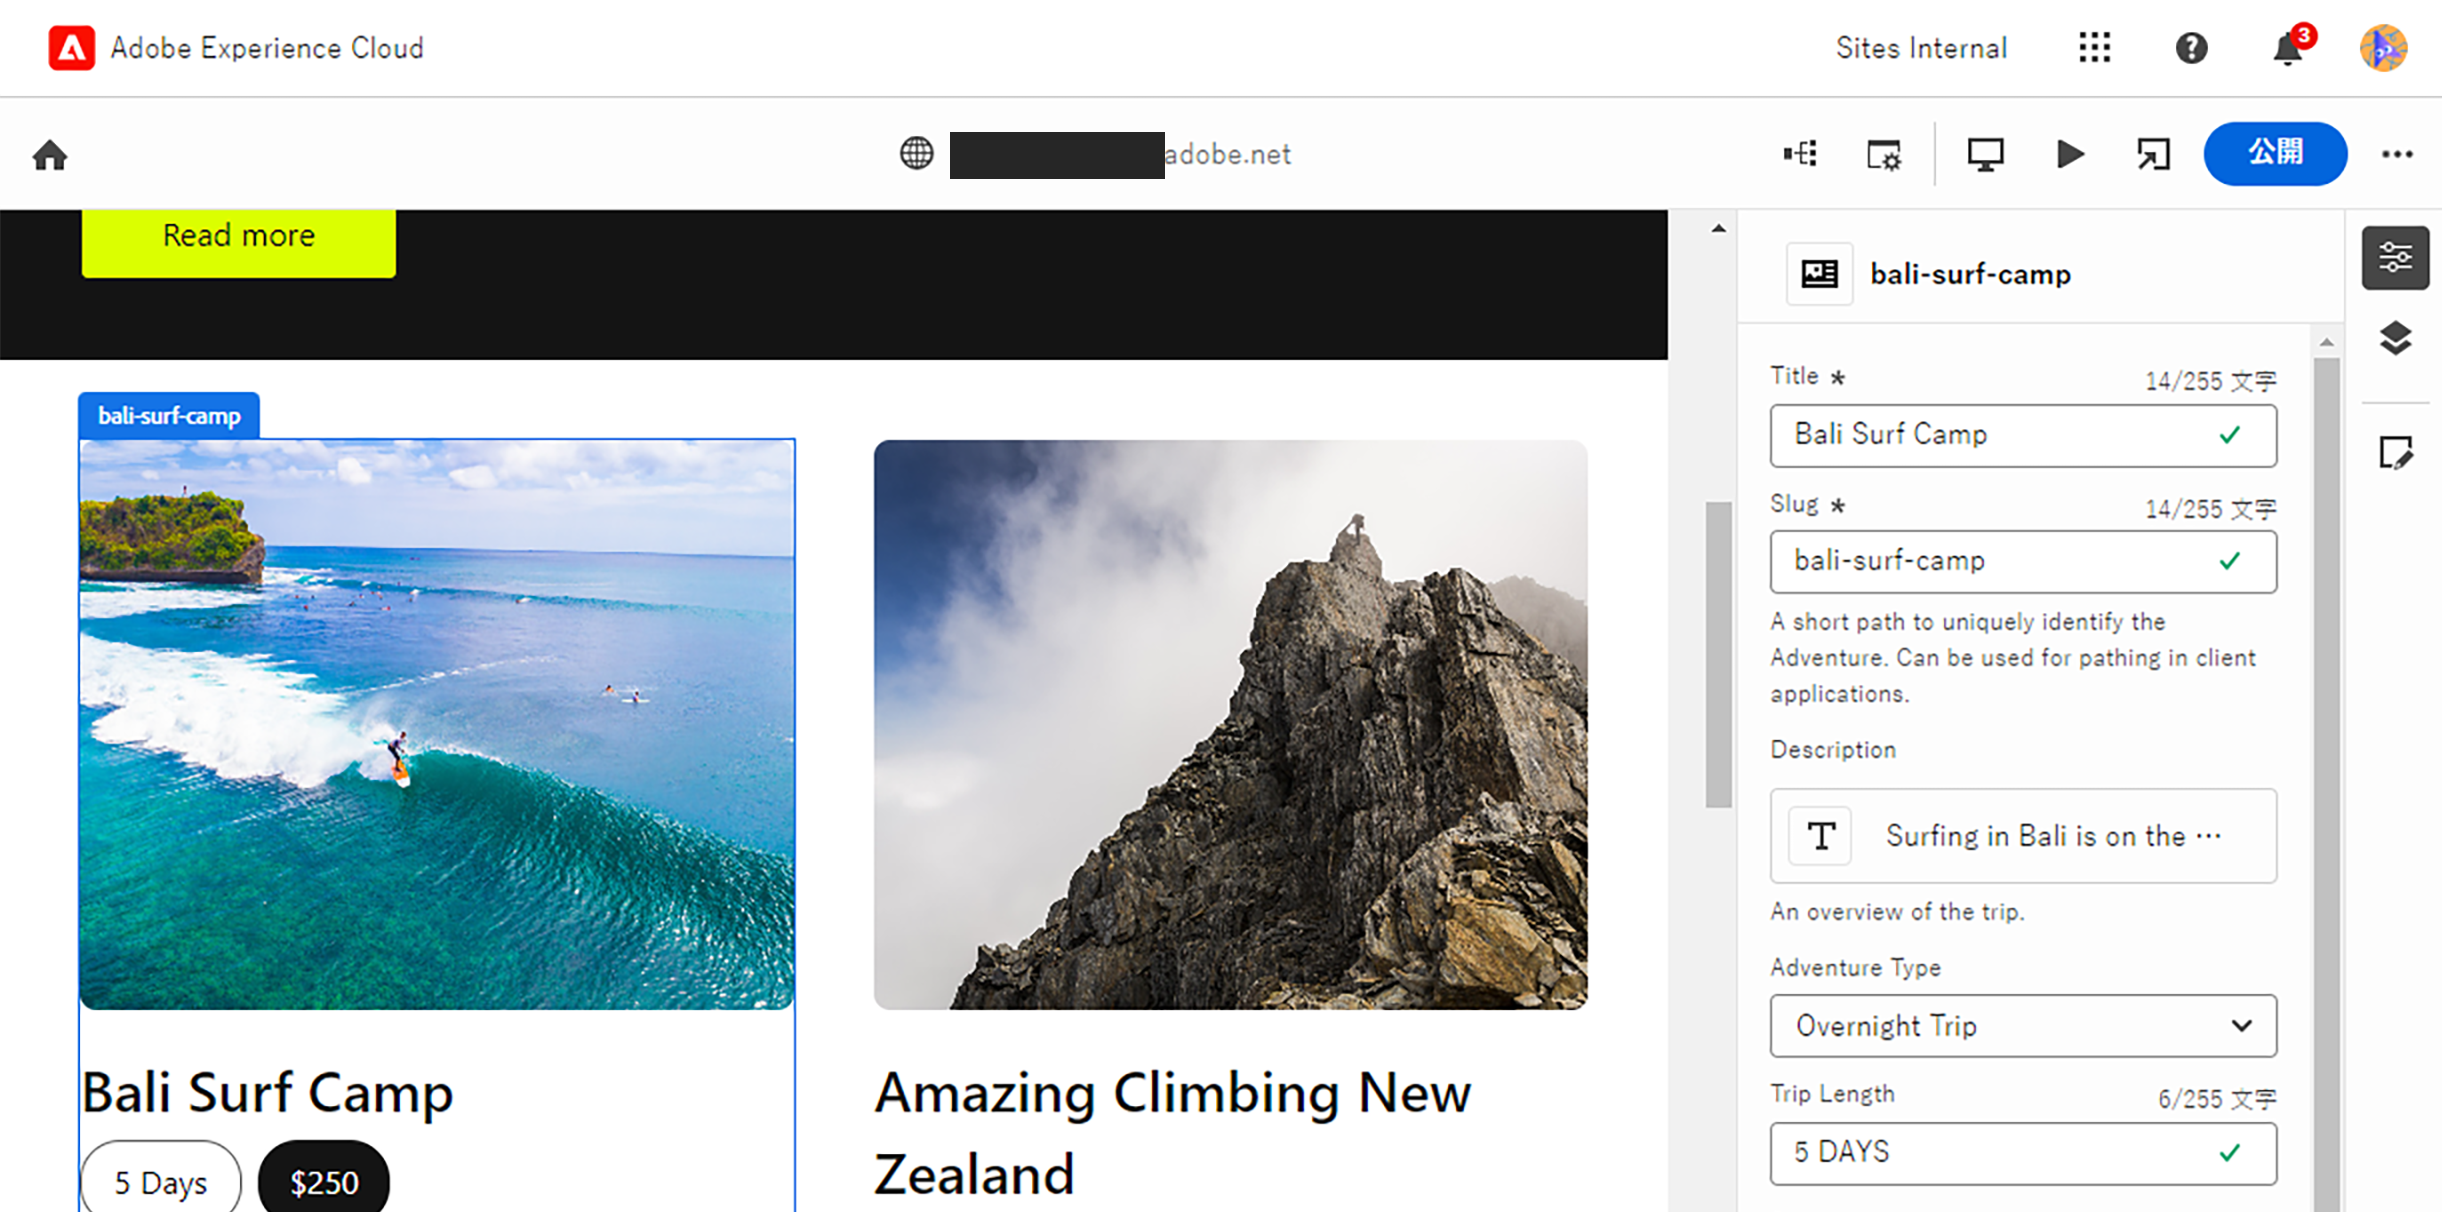 Adobe Experience Cloud
Sites Internal
3
adobe.net
公開
Read more
bali-surf-camp
Bali Surf Camp
5 Days
$250
Amazing Climbing New
Zealand
bali-surf-camp
Title *
14/255 文字
Bali Surf Camp
Slug *
14/255 文字
bali-surf-camp
A short path to uniquely identify the
Adventure. Can be used for pathing in client
applications.
Description
T
Surfing in Bali is on the ⋯
An overview of the trip.
Adventure Type
Overnight Trip
Trip Length
6/255 文字
5 DAYS